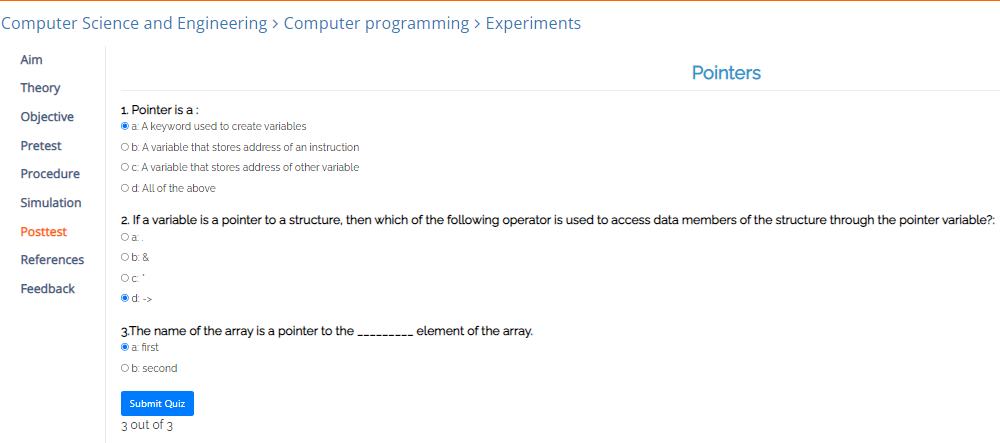 Computer Science and Engineering > Computer programming > Experiments
Aim
Theory
Objective
Pretest
Procedure
Simulation
Posttest
References
Feedback
Pointers
1. Pointer is a :
a: A keyword used to create variables
b: A variable that stores address of an instruction
c: A variable that stores address of other variable
d: All of the above
2. If a variable is a pointer to a structure, then which of the following operator is used to access data members of the structure through the pointer variable?:
a: .
b: &
c: *
d: ->
3.The name of the array is a pointer to the _________ element of the array.
a: first
b: second
Submit Quiz
3 out of 3